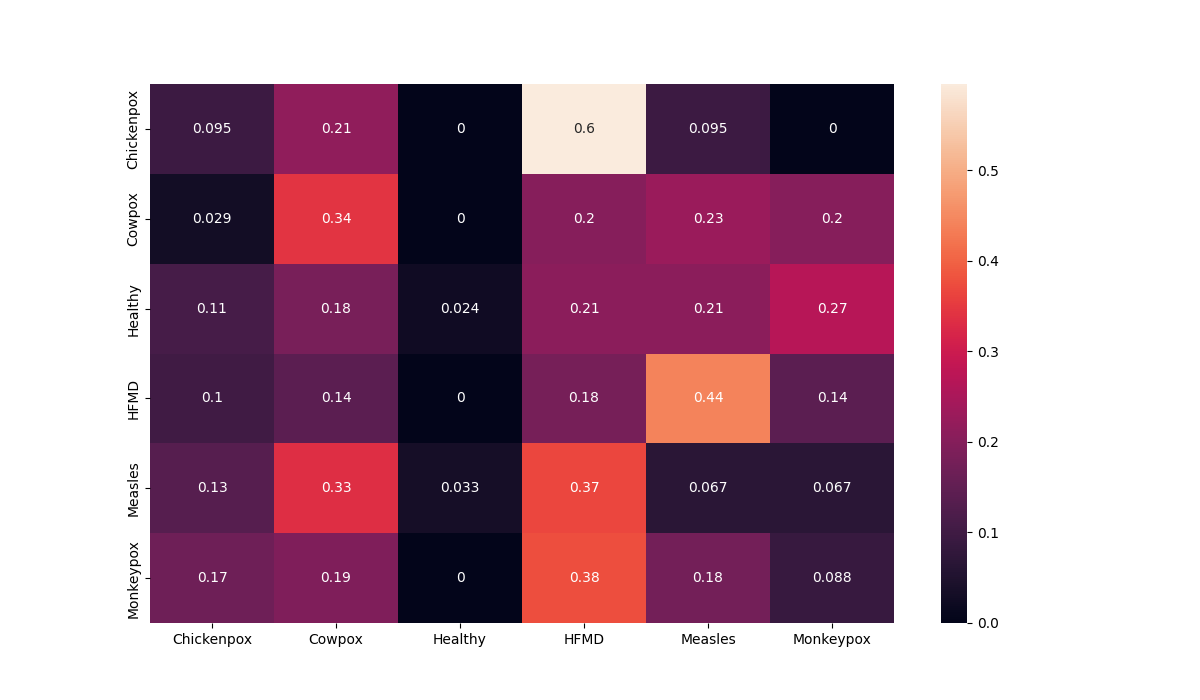 Chickenpox 0.095 0.21 0 0.6 0.095 0
Cowpox 0.029 0.34 0 0.2 0.23 0.2
Healthy 0.11 0.18 0.024 0.21 0.21 0.27
HFMD 0.1 0.14 0 0.18 0.44 0.14
Measles 0.13 0.33 0.033 0.37 0.067 0.067
Monkeypox 0.17 0.19 0 0.38 0.18 0.088
Chickenpox Cowpox Healthy HFMD Measles Monkeypox
0.5
0.4
0.3
0.2
0.1
0.0